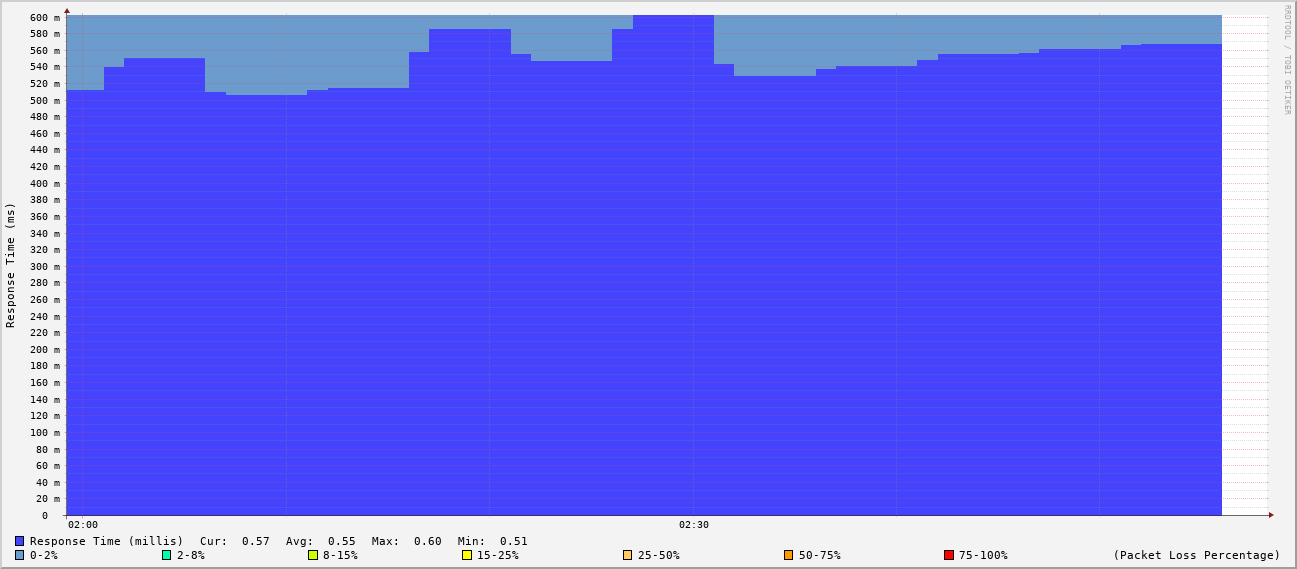 RRDTOOL / TOBI OETIKER
Response Time (ms)
600 m
580 m
560 m
540 m
520 m
500 m
480 m
460 m
440 m
420 m
400 m
380 m
360 m
340 m
320 m
300 m
280 m
260 m
240 m
220 m
200 m
180 m
160 m
140 m
120 m
100 m
80 m
60 m
40 m
20 m
0
02:00 02:30
Response Time (millis) Cur: 0.57 Avg: 0.55 Max: 0.60 Min: 0.51
0-2% 2-8% 8-15% 15-25% 25-50% 50-75% 75-100% (Packet Loss Percentage)